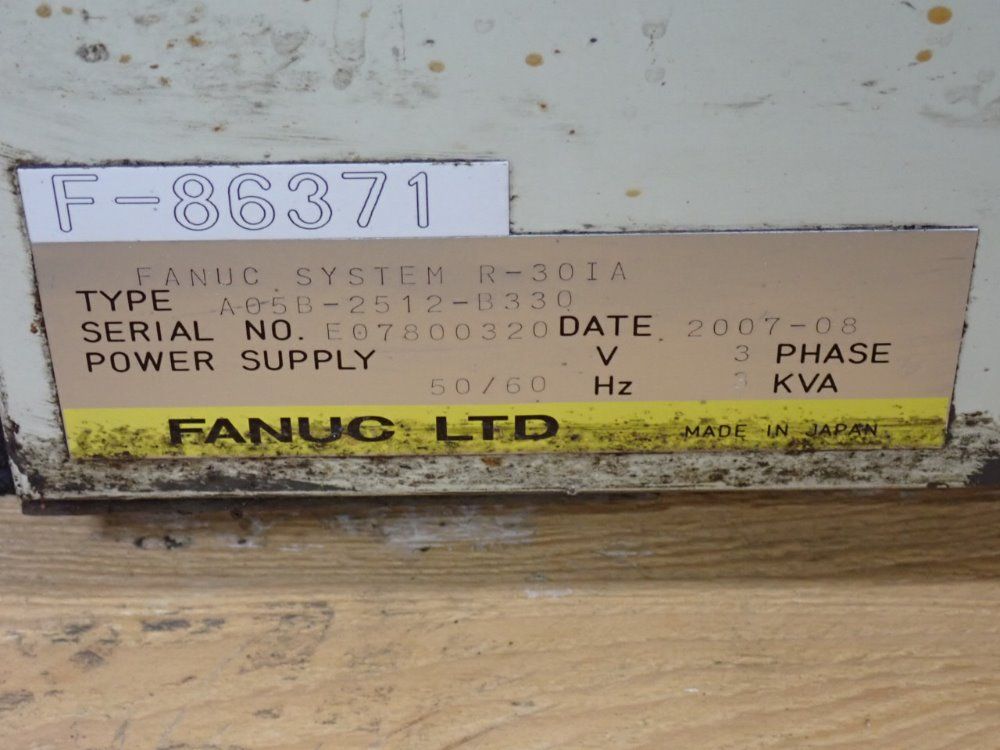 F-86371
FANUC SYSTEM R-30IA
TYPE A05B-2512-B330
SERIAL NO. E07800320 DATE 2007-08
POWER SUPPLY V 3 PHASE
50/60 Hz 3 KVA
FANUC LTD MADE IN JAPAN